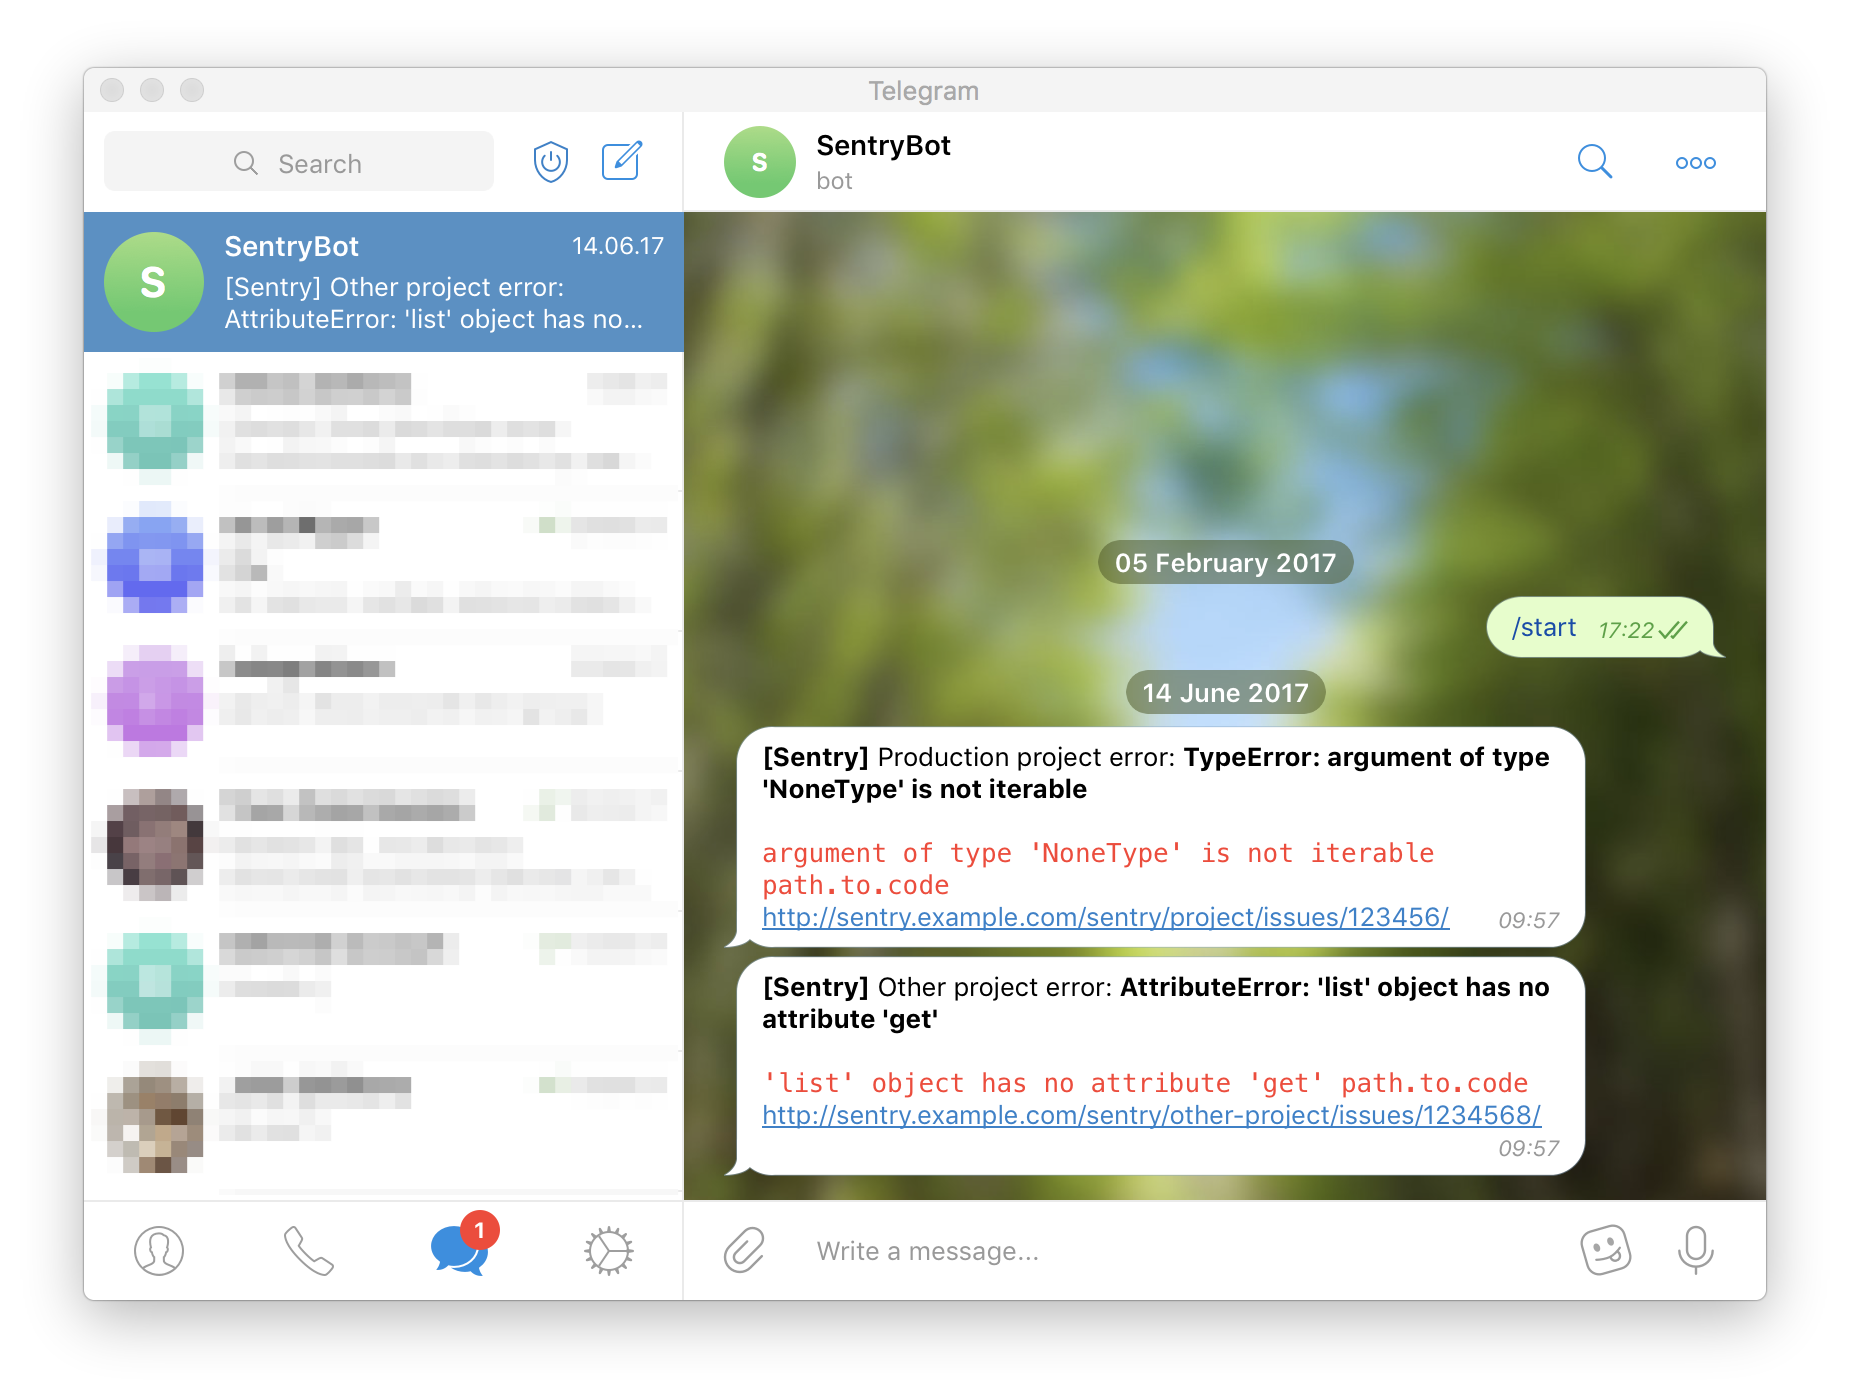 Telegram
Search
S
SentryBot
14.06.17
[Sentry] Other project error:
AttributeError: 'list' object has no...
1
S
SentryBot
bot
05 February 2017
/start 17:22
14 June 2017
[Sentry] Production project error: TypeError: argument of type
'NoneType' is not iterable
argument of type 'NoneType' is not iterable
path.to.code
http://sentry.example.com/sentry/project/issues/123456/ 09:57
[Sentry] Other project error: AttributeError: 'list' object has no
attribute 'get'
'list' object has no attribute 'get' path.to.code
http://sentry.example.com/sentry/other-project/issues/1234568/
09:57
Write a message...